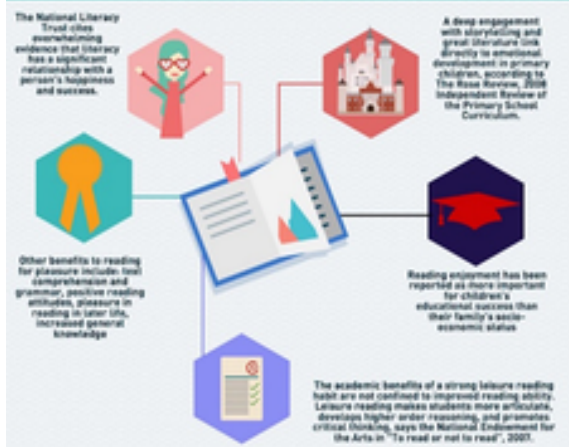 The National Literacy
Trust cites
overwhelming
evidence that literacy
has a significant
relationship with a
person's happiness
and success.
A deep engagement
with storytelling and
great literature link
directly to emotional
development in primary
children, according to
The Rose Review, 2008
Independent Review of
the Primary School
Curriculum.
Other benefits to reading
for pleasure include: text
comprehension and
grammar, positive reading
attitudes, pleasure in
reading in later life,
increased general
knowledge
Reading enjoyment has been
reported as more important
for children's
educational success than
their family's socio-
economic status
The academic benefits of a strong leisure reading
habit are not confined to improved reading ability.
Leisure reading makes students more articulate,
develops higher order reasoning, and promotes
critical thinking, says the National Endowment for
the Arts in "To read or not to read", 2007.